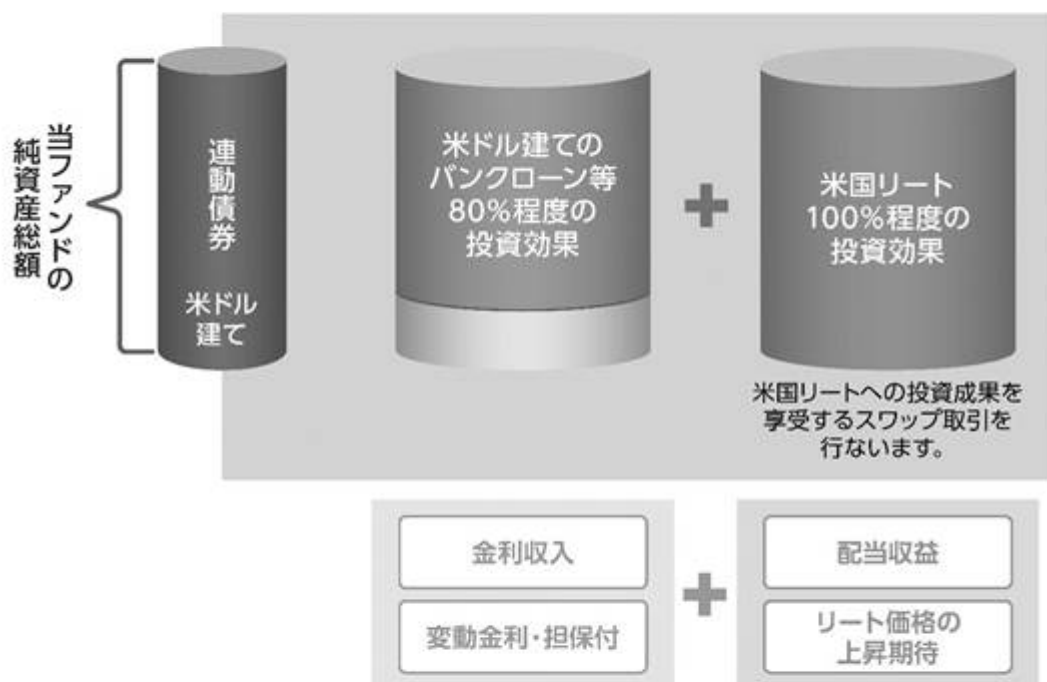 当ファンドの
純資産総額
連動債券
米ドル
建て
米ドル建ての
バンクローン等
80%程度の
投資効果
+
米国リート
100%程度の
投資効果
米国リートへの投資成果を
享受するスワップ取引を
行ないます。
金利収入
変動金利・担保付
+
配当収益
リート価格の
上昇期待